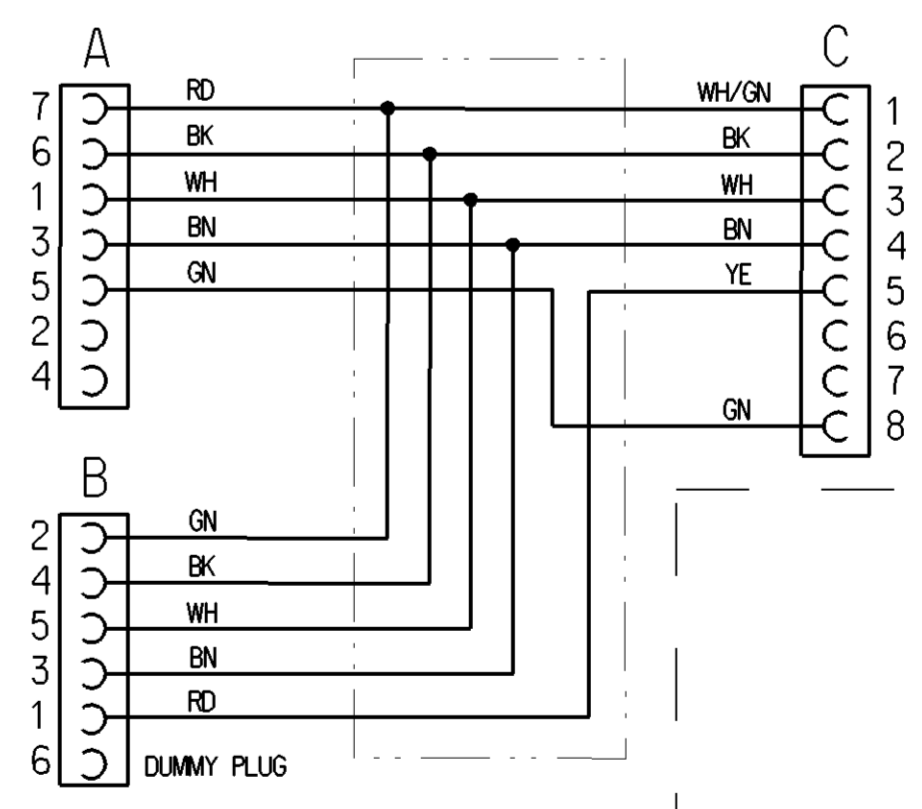 A C
7 RD WH/GN 1
6 BK BK 2
1 WH WH 3
3 BN BN 4
5 GN YE 5
2 6
4 7
GN 8
B
2 GN
4 BK
5 WH
3 BN
1 RD
6 DUMMY PLUG